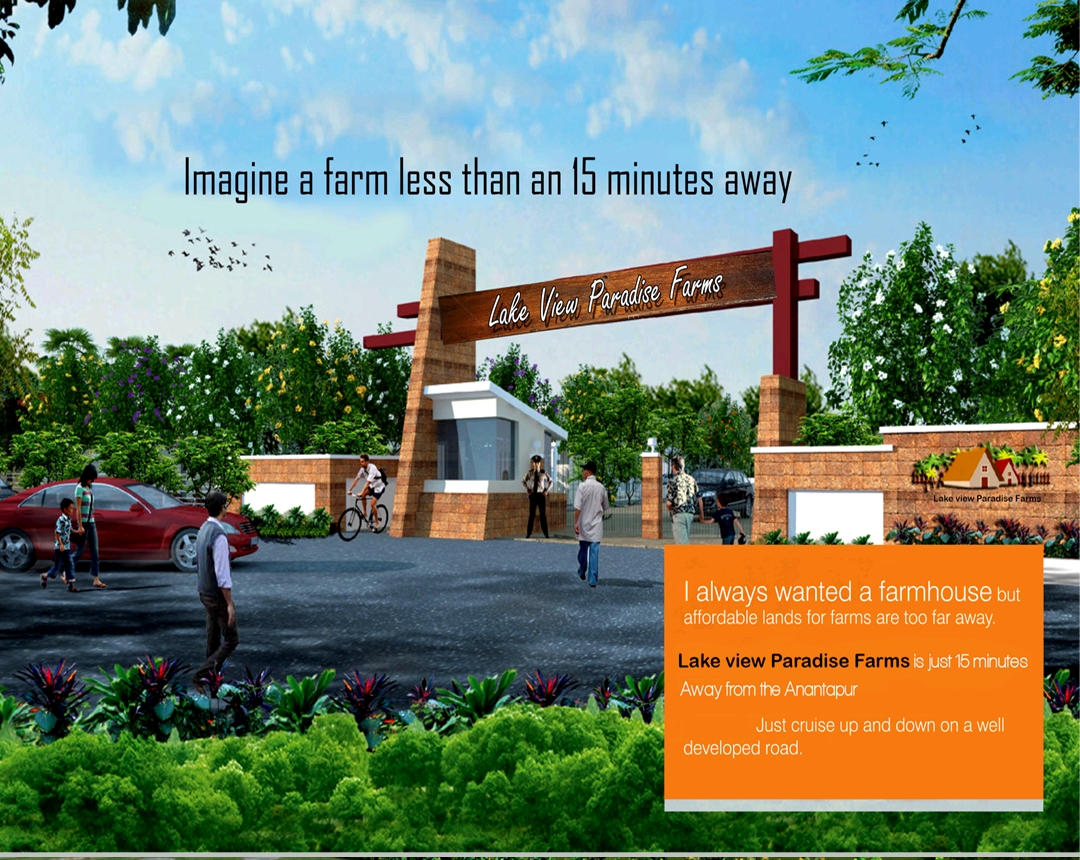 Imagine a farm less than an 15 minutes away
Lake View Paradise Farms
Lake view Paradise Farms
I always wanted a farmhouse but
affordable lands for farms are too far away.
Lake view Paradise Farms is just 15 minutes
Away from the Anantapur
Just cruise up and down on a well
developed road.